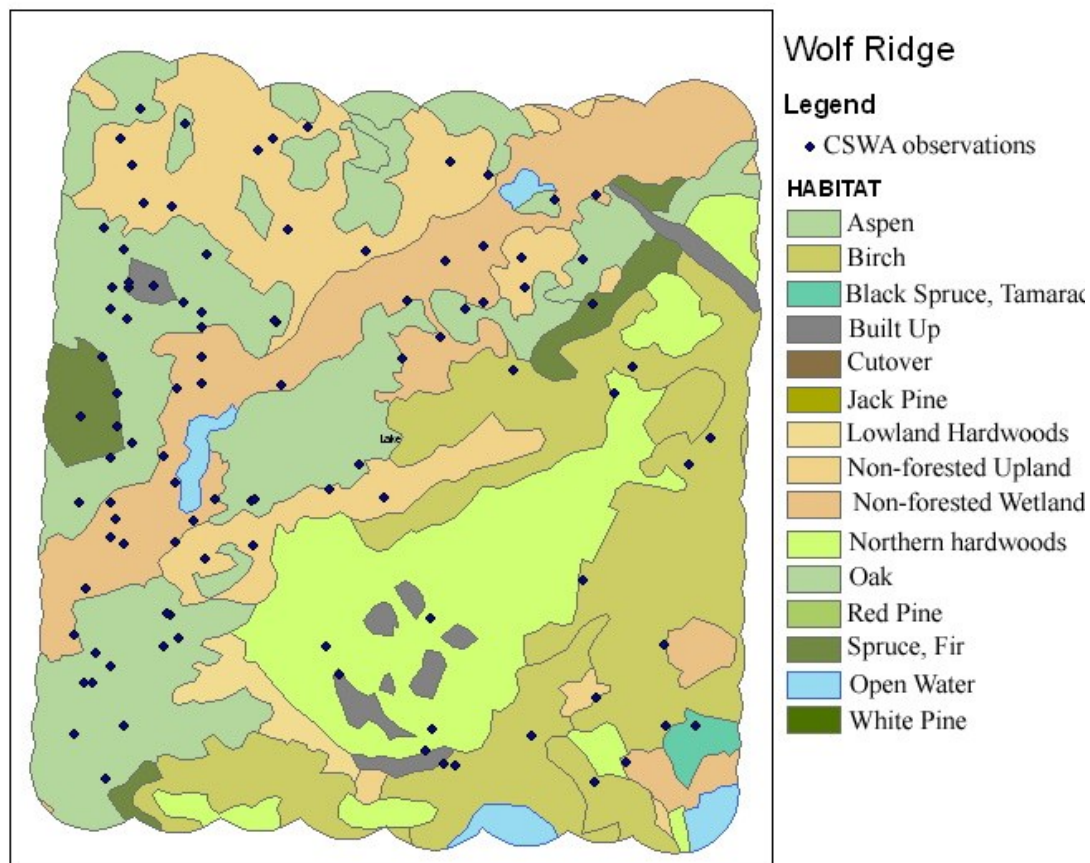 Wolf Ridge
Legend
CSWA observations
HABITAT
Aspen
Birch
Black Spruce, Tamarac
Built Up
Cutover
Jack Pine
Lowland Hardwoods
Non-forested Upland
Non-forested Wetland
Northern hardwoods
Oak
Red Pine
Spruce, Fir
Open Water
White Pine
Lake